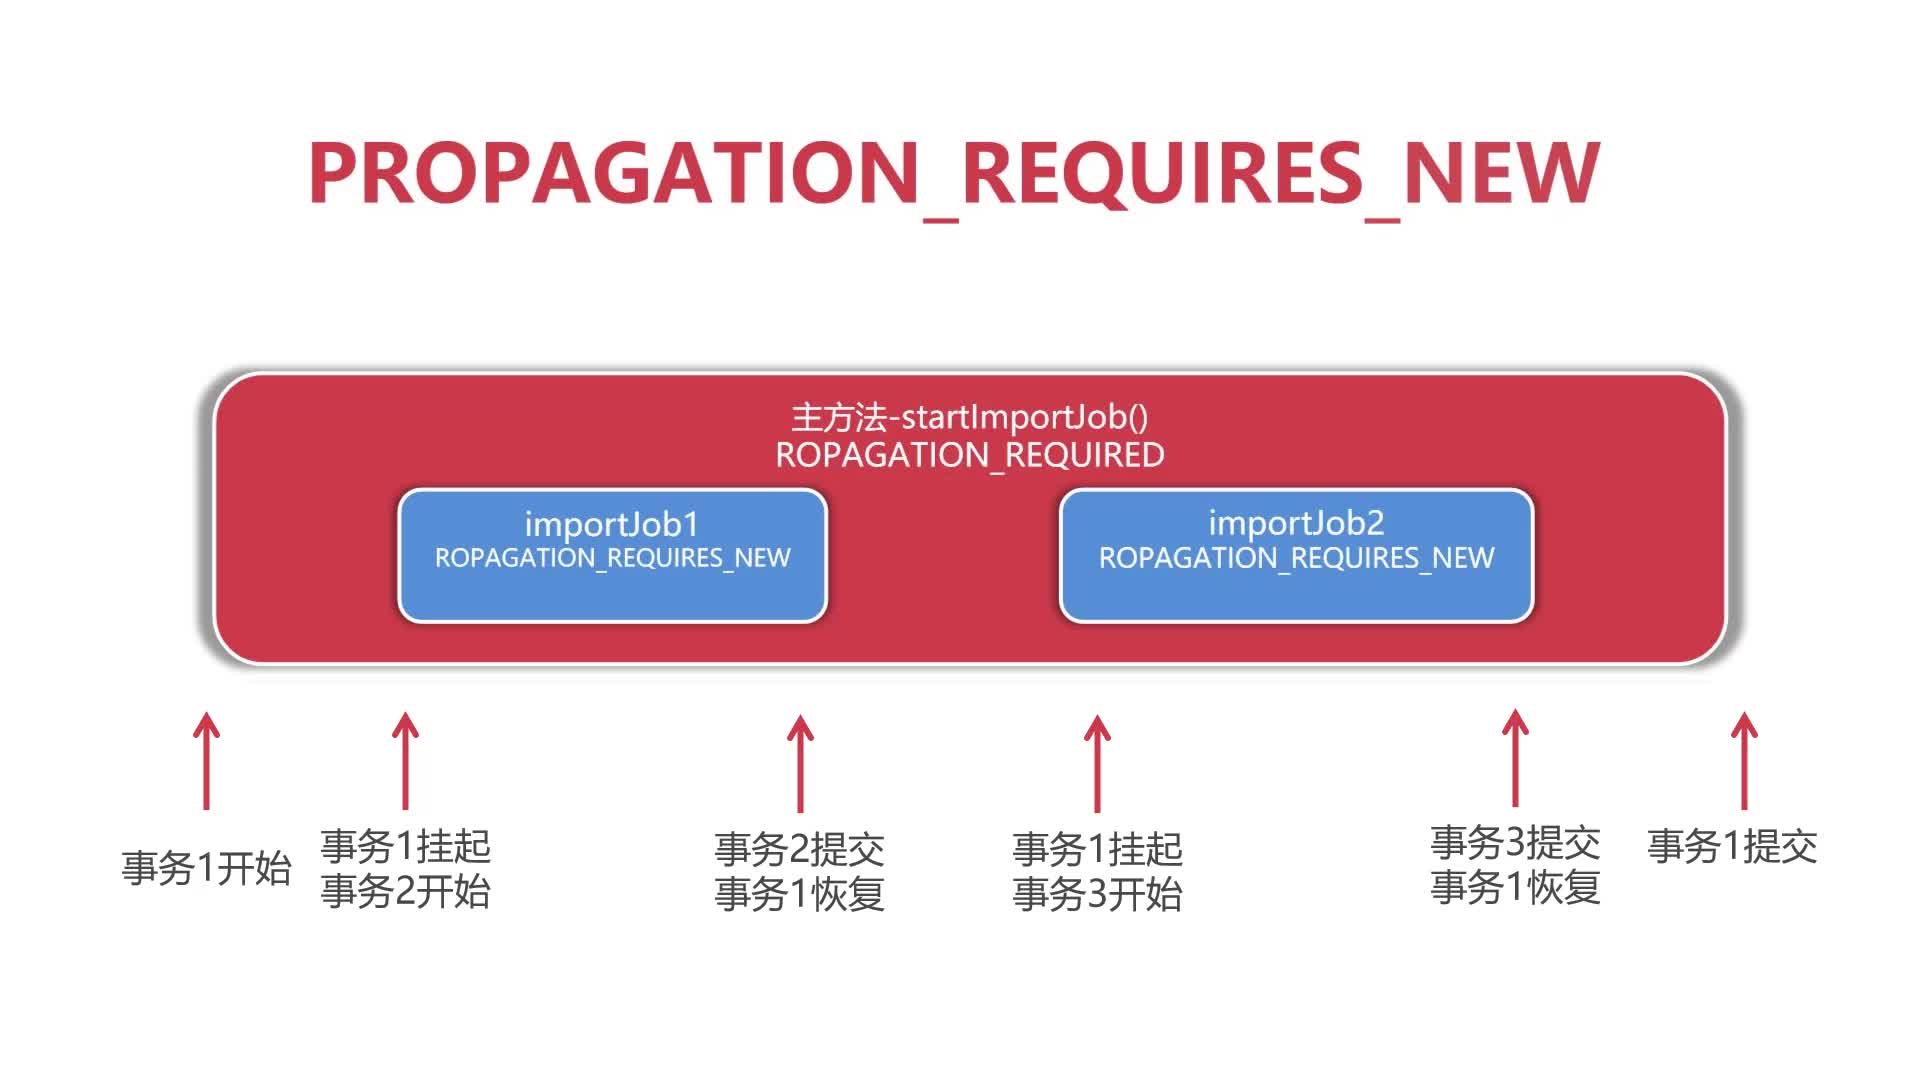 PROPAGATION_REQUIRES_NEW
主方法-startImportJob()
ROPAGATION_REQUIRED
importJob1
ROPAGATION_REQUIRES_NEW
importJob2
ROPAGATION_REQUIRES_NEW
事务1开始
事务1挂起
事务2开始
事务2提交
事务1恢复
事务1挂起
事务3开始
事务3提交
事务1恢复
事务1提交